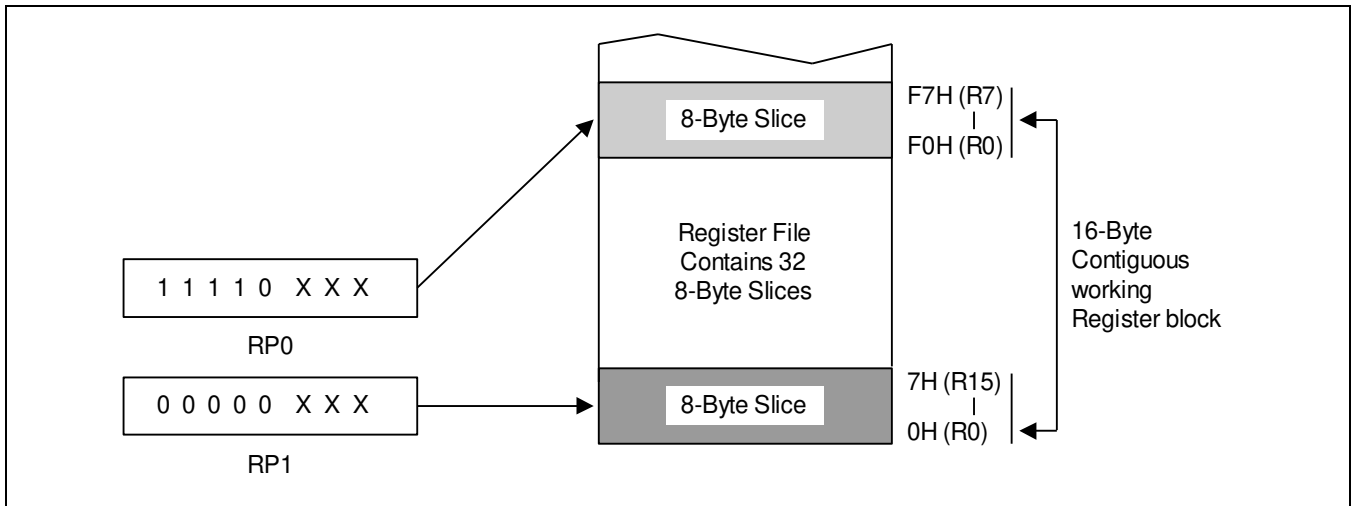 8-Byte Slice
F7H (R7)
F0H (R0)
Register File
Contains 32
8-Byte Slices
16-Byte
Contiguous
working
Register block
1 1 1 1 0 X X X
RP0
0 0 0 0 0 X X X
RP1
8-Byte Slice
7H (R15)
0H (R0)